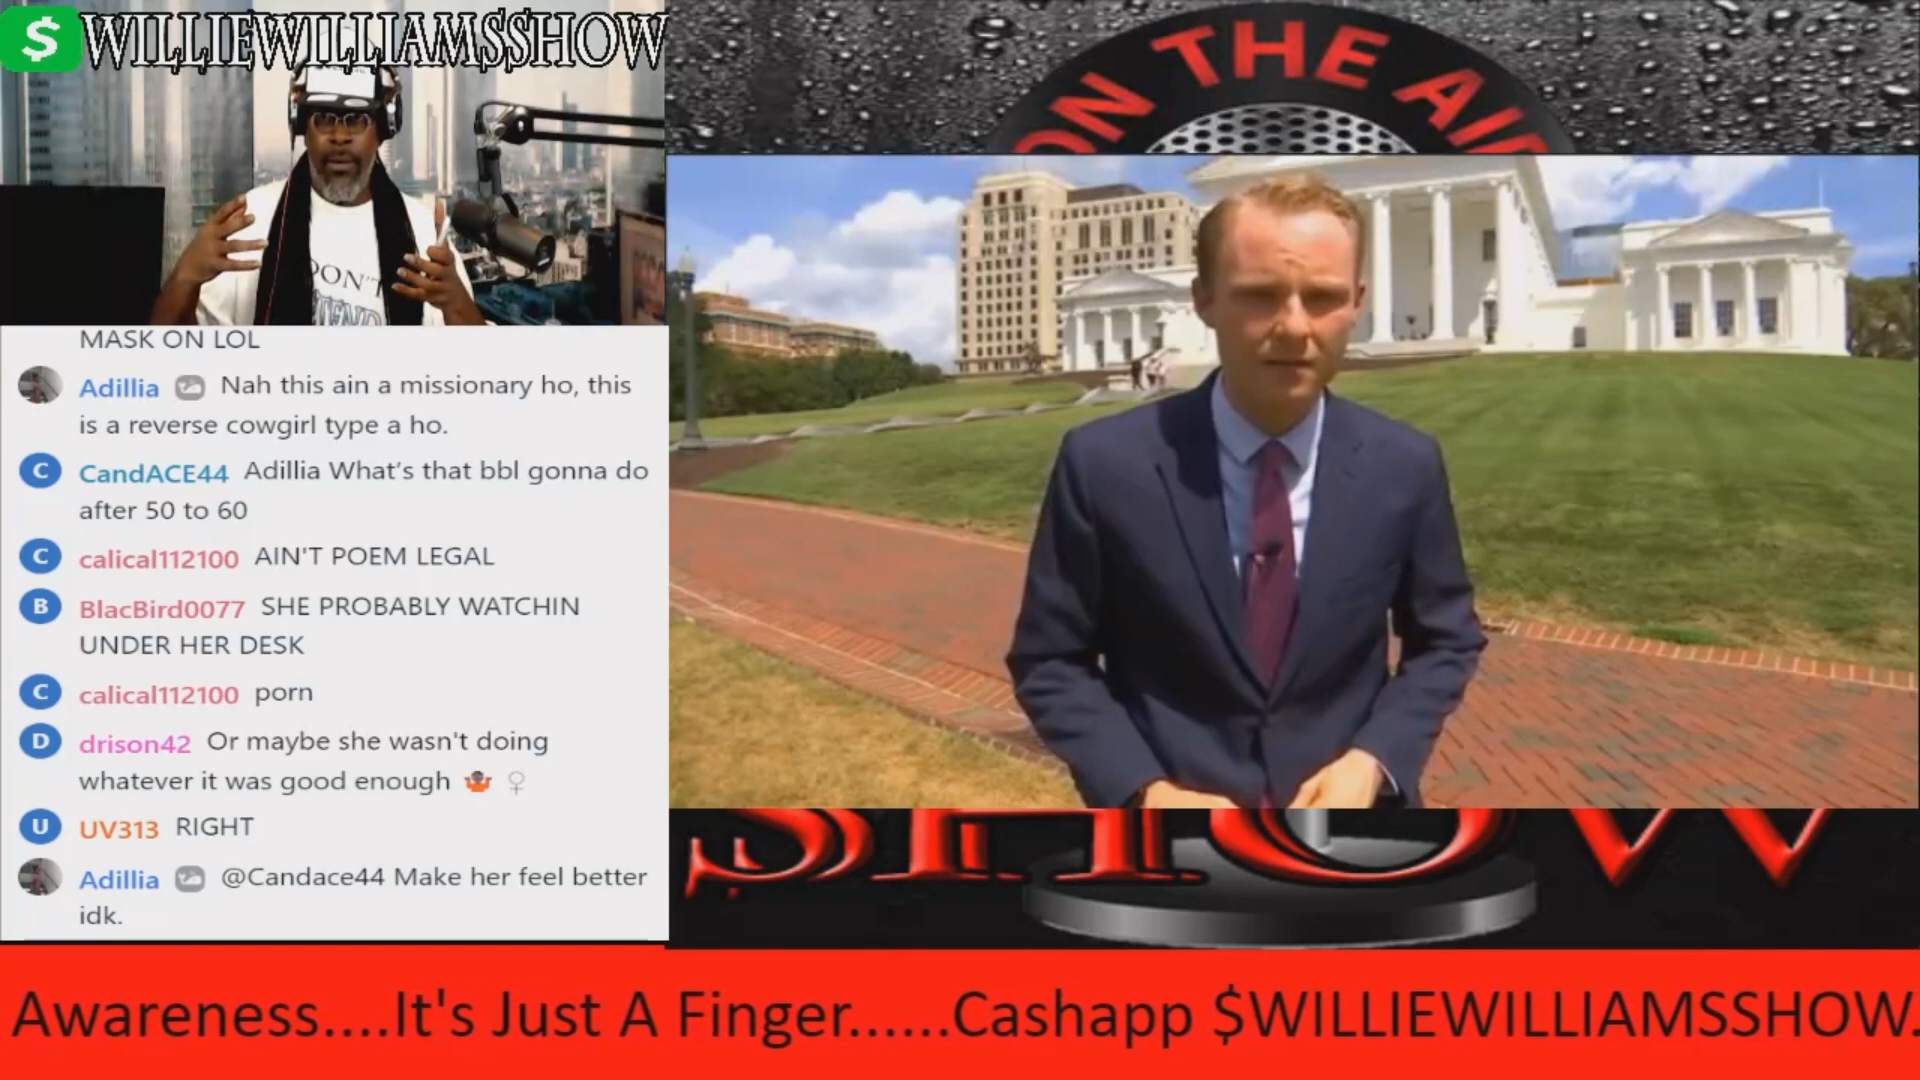 $ WILLIEWILLIAMSSHOW
DON'T
ON THE AIR
MASK ON LOL
Adillia Nah this ain a missionary ho, this
is a reverse cowgirl type a ho.
C CandACE44 Adillia What's that bbl gonna do
after 50 to 60
C calical112100 AIN'T POEM LEGAL
B BlacBird0077 SHE PROBABLY WATCHIN
UNDER HER DESK
C calical112100 porn
D drison42 Or maybe she wasn't doing
whatever it was good enough 🤷🏾 ♀
U UV313 RIGHT
Adillia @Candace44 Make her feel better
idk.
SHOW
Awareness....It's Just A Finger......Cashapp $WILLIEWILLIAMSSHOW.